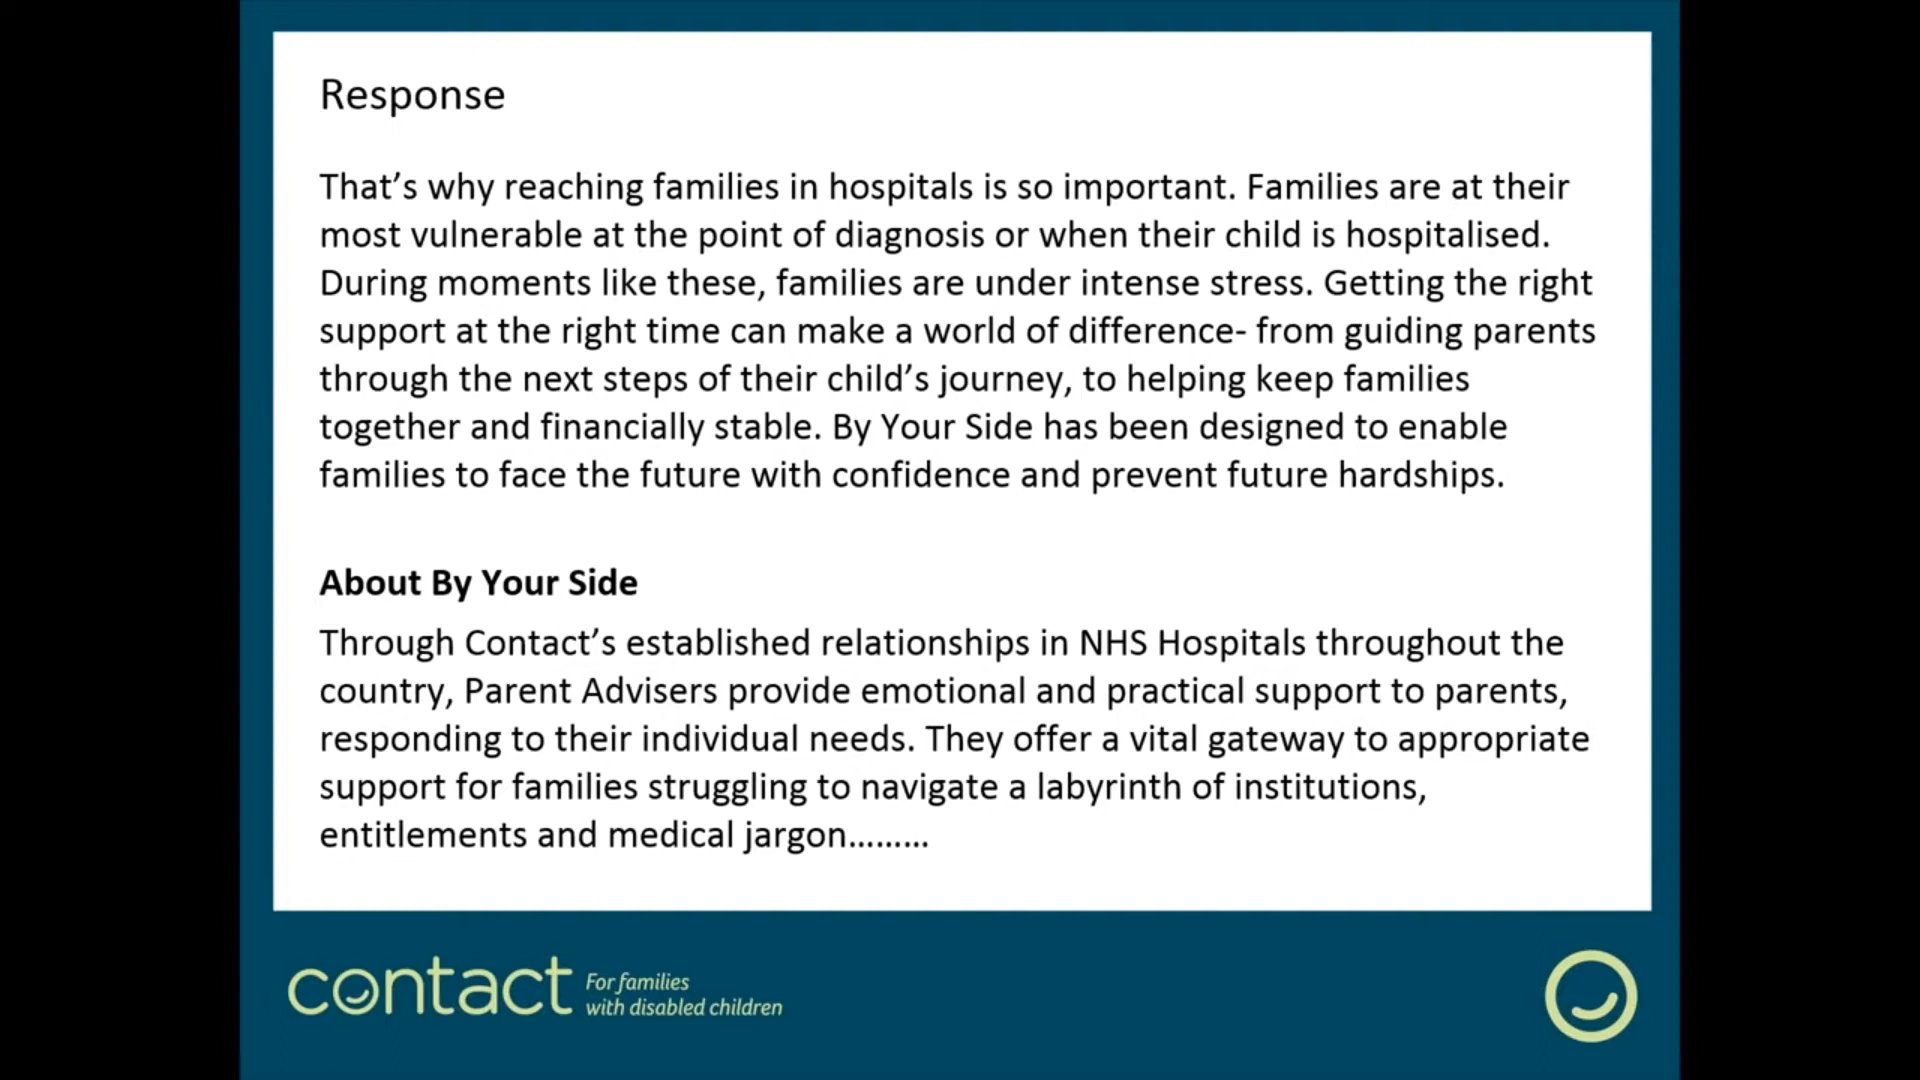 Response
That’s why reaching families in hospitals is so important. Families are at their
most vulnerable at the point of diagnosis or when their child is hospitalised.
During moments like these, families are under intense stress. Getting the right
support at the right time can make a world of difference- from guiding parents
through the next steps of their child’s journey, to helping keep families
together and financially stable. By Your Side has been designed to enable
families to face the future with confidence and prevent future hardships.
About By Your Side
Through Contact’s established relationships in NHS Hospitals throughout the
country, Parent Advisers provide emotional and practical support to parents,
responding to their individual needs. They offer a vital gateway to appropriate
support for families struggling to navigate a labyrinth of institutions,
entitlements and medical jargon………
contact
For families
with disabled children